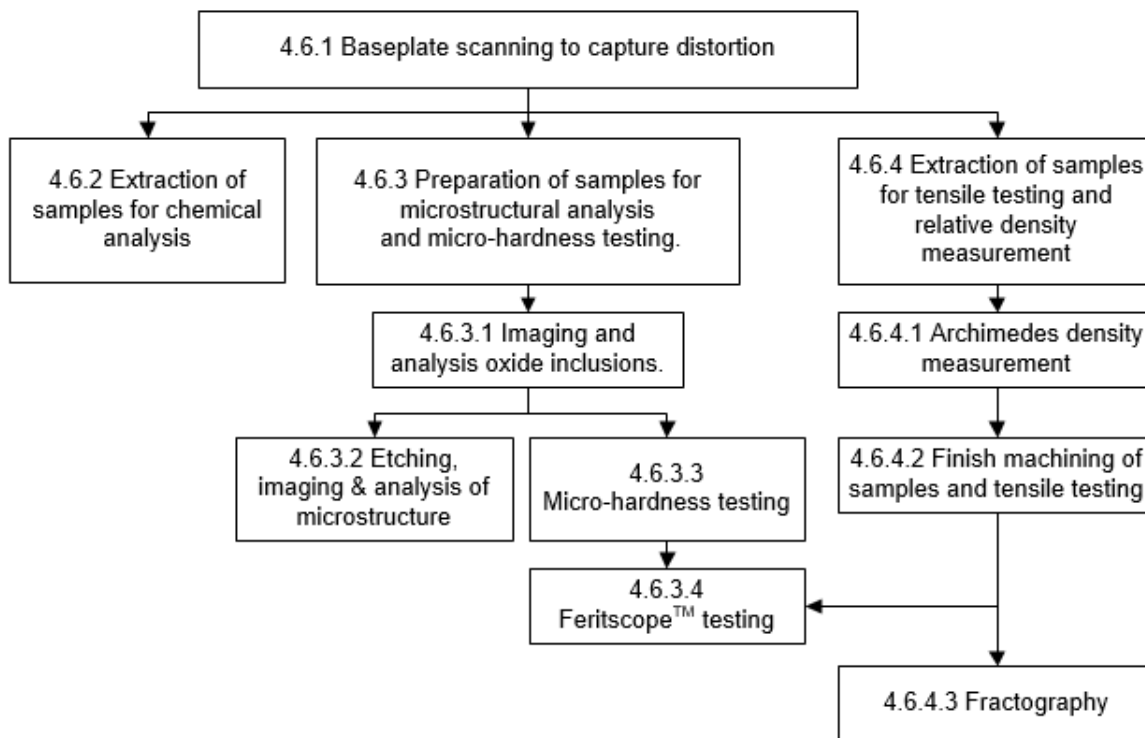 4.6.1 Baseplate scanning to capture distortion
4.6.2 Extraction of
samples for chemical
analysis
4.6.3 Preparation of samples for
microstructural analysis
and micro-hardness testing.
4.6.4 Extraction of samples
for tensile testing and
relative density
measurement
4.6.3.1 Imaging and
analysis oxide inclusions.
4.6.4.1 Archimedes density
measurement
4.6.3.2 Etching,
imaging & analysis of
microstructure
4.6.3.3
Micro-hardness testing
4.6.4.2 Finish machining of
samples and tensile testing
4.6.3.4
Feritscope™ testing
4.6.4.3 Fractography